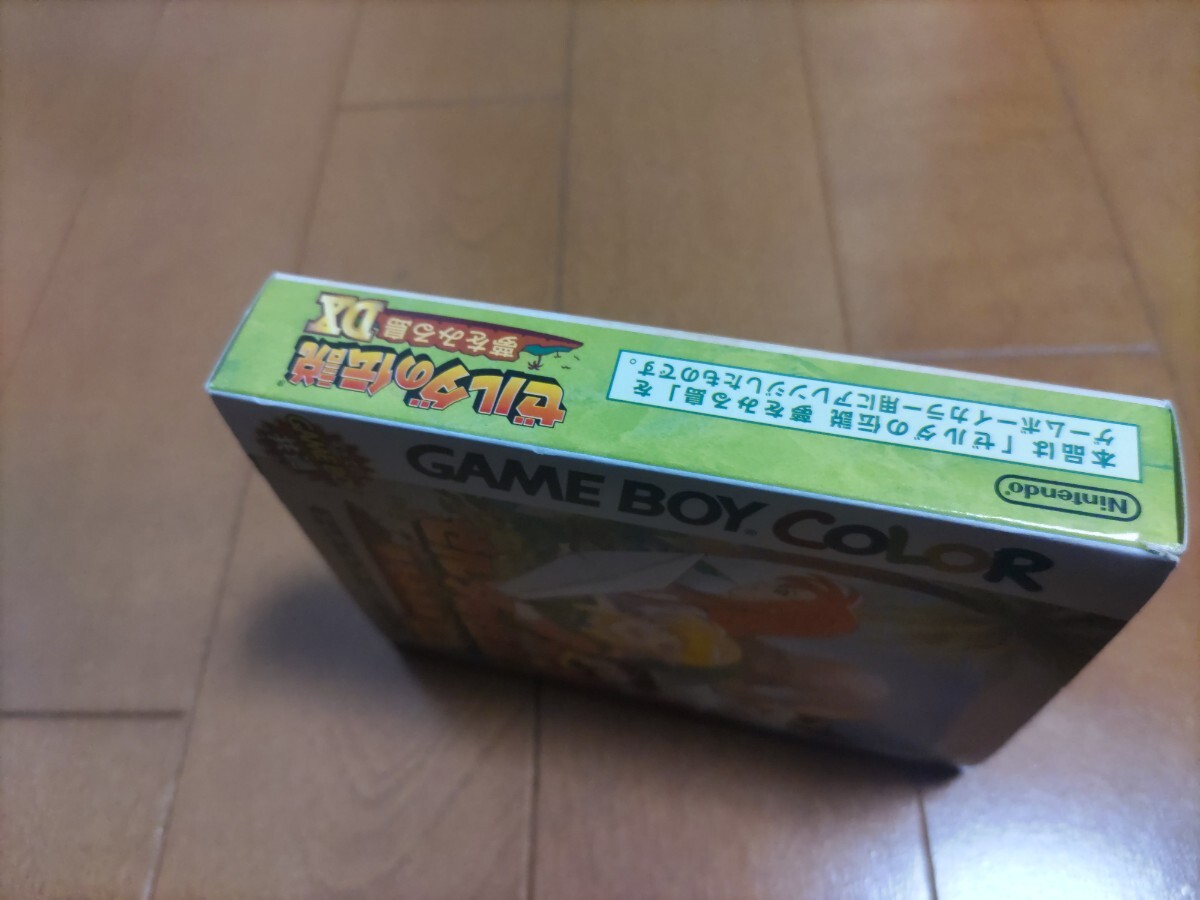 ゼルダの伝説
夢をみる島
DX
本品は「ゼルダの伝説 夢をみる島」を
ゲームボーイカラー用にアレンジしたものです。
Nintendo®
GAME BOY COLOR